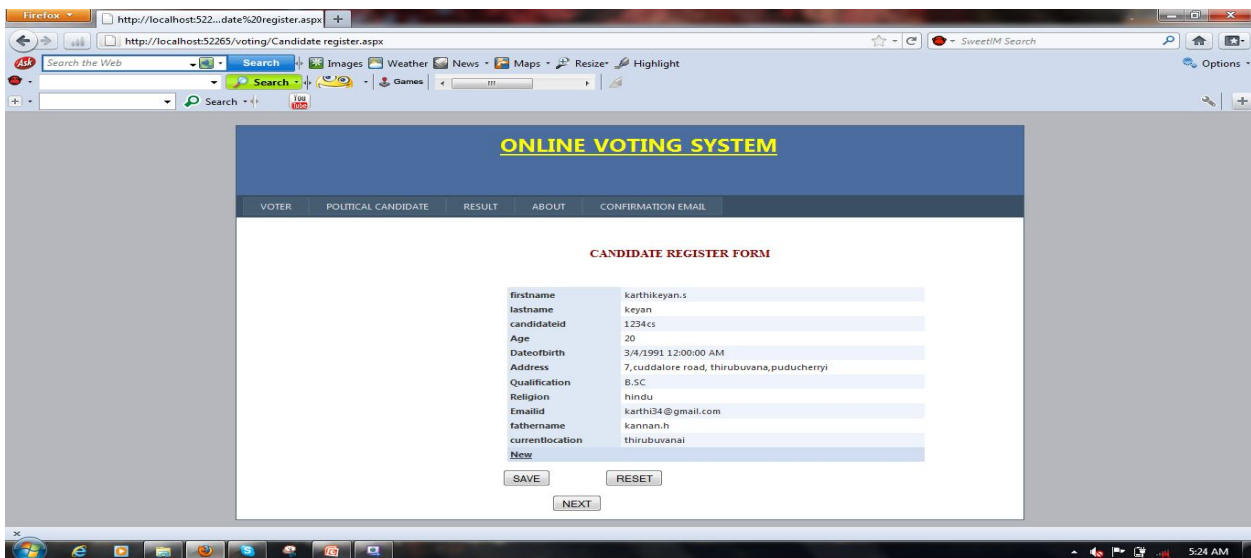 Firefox
http://localhost:522...date%20register.aspx
http://localhost:52265/voting/Candidate register.aspx
SweetIM Search
Ask Search the Web Search Images Weather News Maps Resizer Highlight Options
Search Games
Search You Tube
ONLINE VOTING SYSTEM
VOTER POLITICAL CANDIDATE RESULT ABOUT CONFIRMATION EMAIL
CANDIDATE REGISTER FORM
firstname karthikeyan.s
lastname keyan
candidateid 1234cs
Age 20
Dateofbirth 3/4/1991 12:00:00 AM
Address 7,cuddalore road, thirubuvana,puducherryi
Qualification B.SC
Religion hindu
Emailid karthi34@gmail.com
fathername kannan.h
currentlocation thirubuvanai
New
SAVE RESET
NEXT
5:24 AM